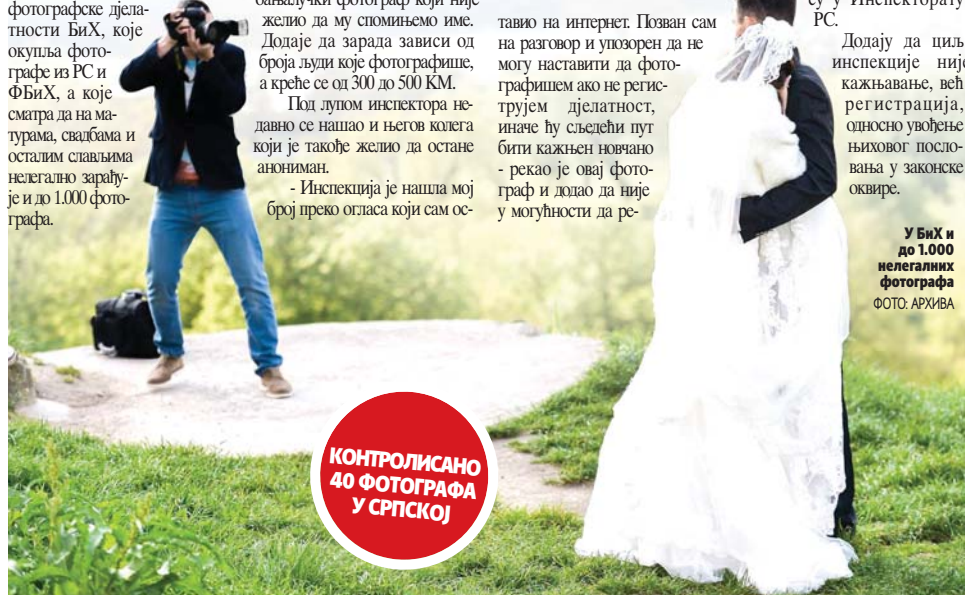 фотографске дјела-
тности БиХ, које
окупља фото-
графе из РС и
ФБиХ, а које
сматра да на ма-
турама, свадбама и
осталим слављима
нелегално зарађу-
је и до 1.000 фото-
графа.
бањалучки фотограф који није
желио да му спомињемо име.
Додаје да зарада зависи од
броја људи које фотографише,
а креће се од 300 до 500 КМ.
Под лупом инспектора не-
давно се нашао и његов колега
који је такође желио да остане
анониман.
- Инспекција је нашла мој
број преко огласа који сам ос-
тавио на интернет. Позван сам
на разговор и упозорен да не
могу наставити да фото-
графишем ако не регис-
трујем дјелатност,
иначе ћу сљедећи пут
бити кажњен новчано
- рекао је овај фото-
граф и додао да није
у могућности да ре-
су у Инспекторату
РС.
Додају да циљ
инспекције није
кажњавање, већ
регистрација,
односно увођење
њиховог посло-
вања у законске
оквире.
У БиХ и
до 1.000
нелегалних
фотографа
ФОТО: АРХИВА
КОНТРОЛИСАНО
40 ФОТОГРАФА
У СРПСКОЈ